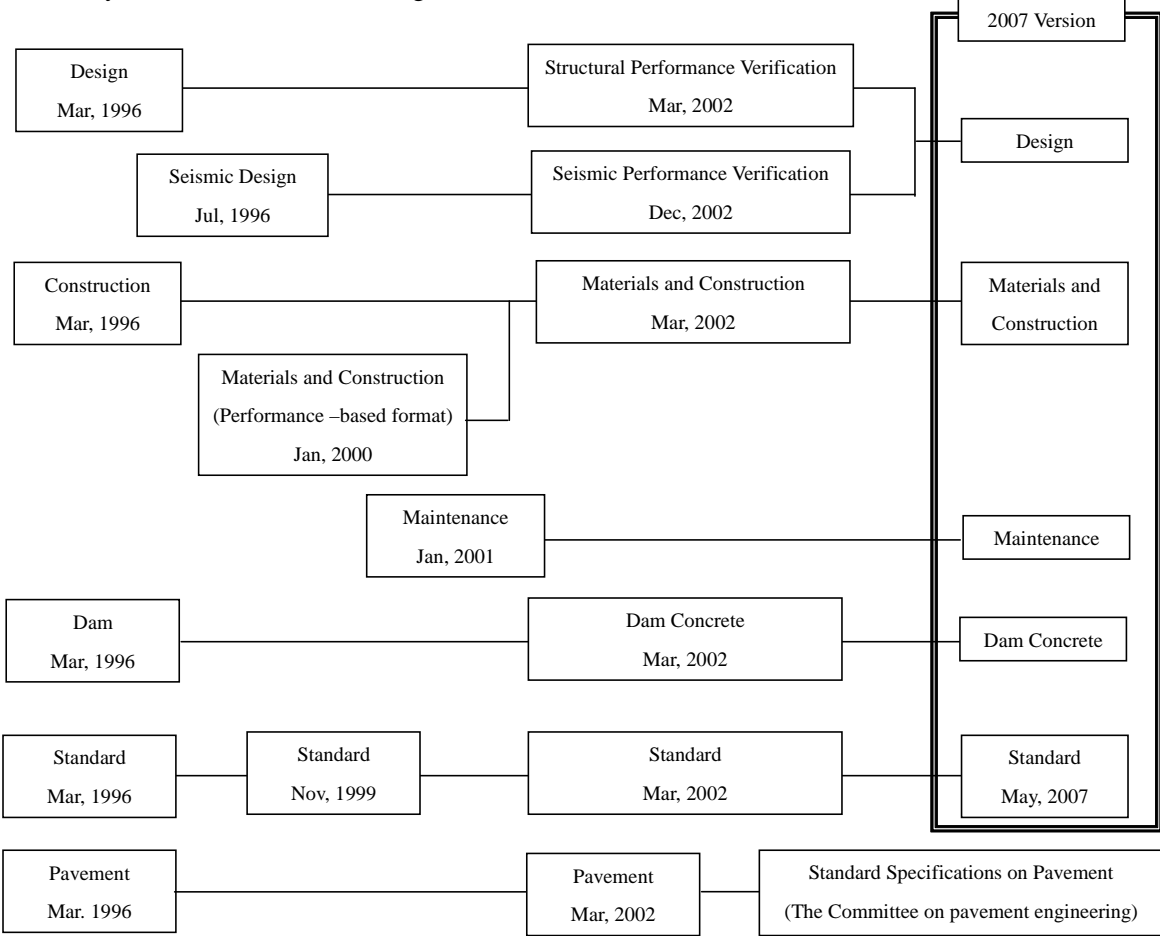 2007 Version
Design
Mar, 1996
Structural Performance Verification
Mar, 2002
Design
Seismic Design
Jul, 1996
Seismic Performance Verification
Dec, 2002
Construction
Mar, 1996
Materials and Construction
Mar, 2002
Materials and
Construction
Materials and Construction
(Performance –based format)
Jan, 2000
Maintenance
Jan, 2001
Maintenance
Dam
Mar, 1996
Dam Concrete
Mar, 2002
Dam Concrete
Standard
Mar, 1996
Standard
Nov, 1999
Standard
Mar, 2002
Standard
May, 2007
Pavement
Mar. 1996
Pavement
Mar, 2002
Standard Specifications on Pavement
(The Committee on pavement engineering)